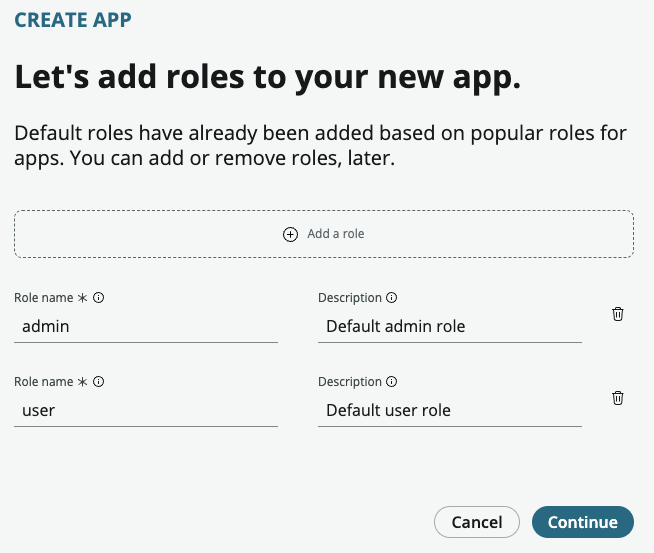 CREATE APP
Let's add roles to your new app.
Default roles have already been added based on popular roles for
apps. You can add or remove roles, later.
Add a role
Role name * Description
admin Default admin role
Role name * Description
user Default user role
Cancel Continue